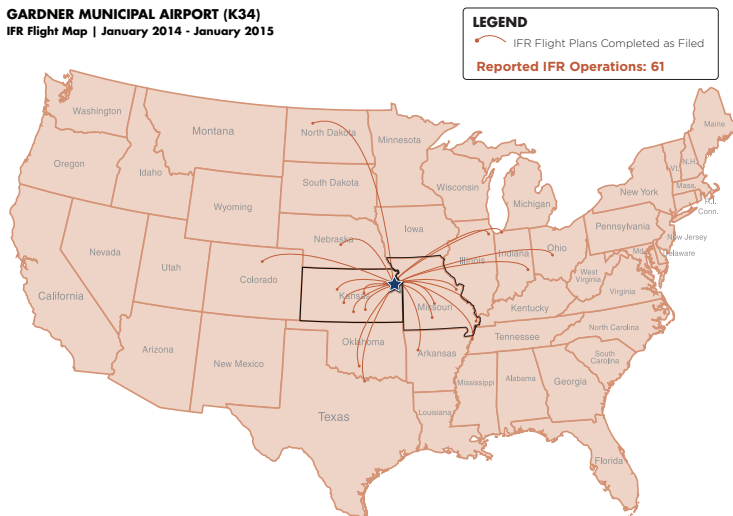 GARDNER MUNICIPAL AIRPORT (K34)
IFR Flight Map | January 2014 - January 2015
LEGEND
IFR Flight Plans Completed as Filed
Reported IFR Operations: 61
Washington
Montana
North Dakota
Minnesota
Maine
Oregon
Idaho
South Dakota
Wisconsin
Michigan
Vt.
N.H.
New York
Mass.
R.I.
Conn.
Wyoming
Iowa
Pennsylvania
New Jersey
Nevada
Utah
Nebraska
Illinois
Indiana
Ohio
Md.
Delaware
Colorado
Kansas
Missouri
West
Virginia
Virginia
California
Kentucky
Arizona
New Mexico
Oklahoma
Arkansas
Tennessee
North Carolina
South
Carolina
Mississippi
Alabama
Georgia
Texas
Louisiana
Florida